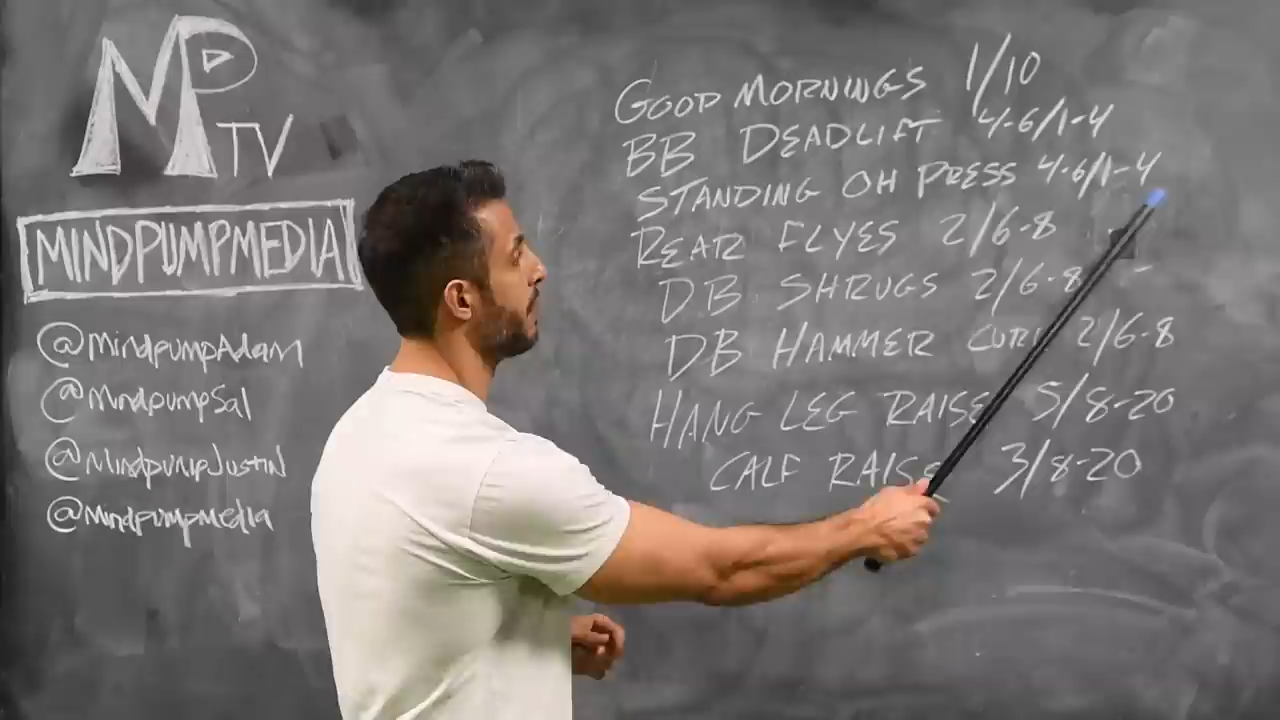 MP
TV
MINDPUMPMEDIA
@mindpumpAdam
@mindpumpSal
@mindpumpJustin
@mindpumpmedia
GOOD MORNINGS 1/10
BB DEADLIFT 4-6/1-4
STANDING OH PRESS 4-6/1-4
REAR FLYES 2/6-8
DB SHRUGS 2/6-8
DB HAMMER CURL 2/6-8
HANG LEG RAISE 5/8-20
CALF RAISE 3/8-20